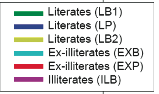 Literates (LB1)
Literates (LP)
Literates (LB2)
Ex-illiterates (EXB)
Ex-illiterates (EXP)
Illiterates (ILB)